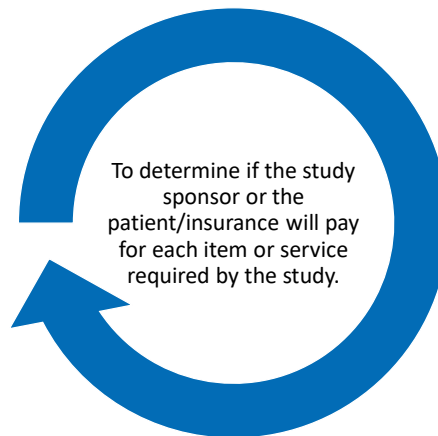 To determine if the study
sponsor or the
patient/insurance will pay
for each item or service
required by the study.